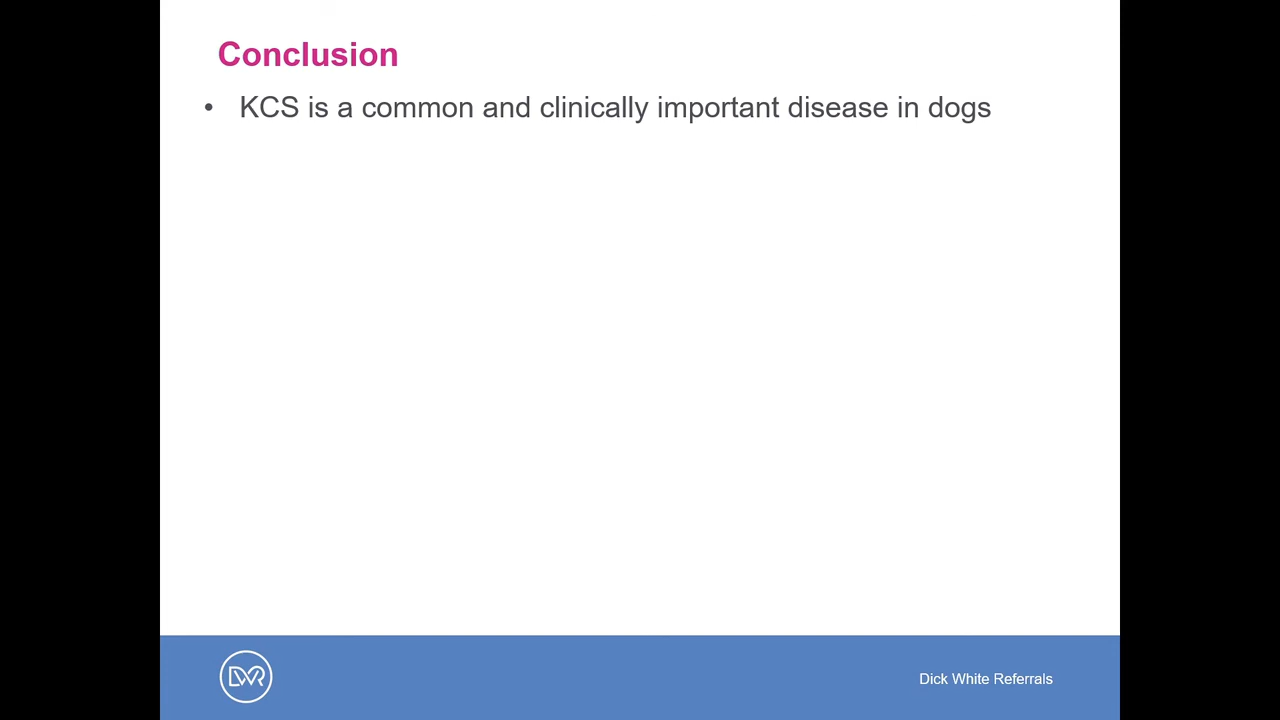 Conclusion
• KCS is a common and clinically important disease in dogs
DWR
Dick White Referrals